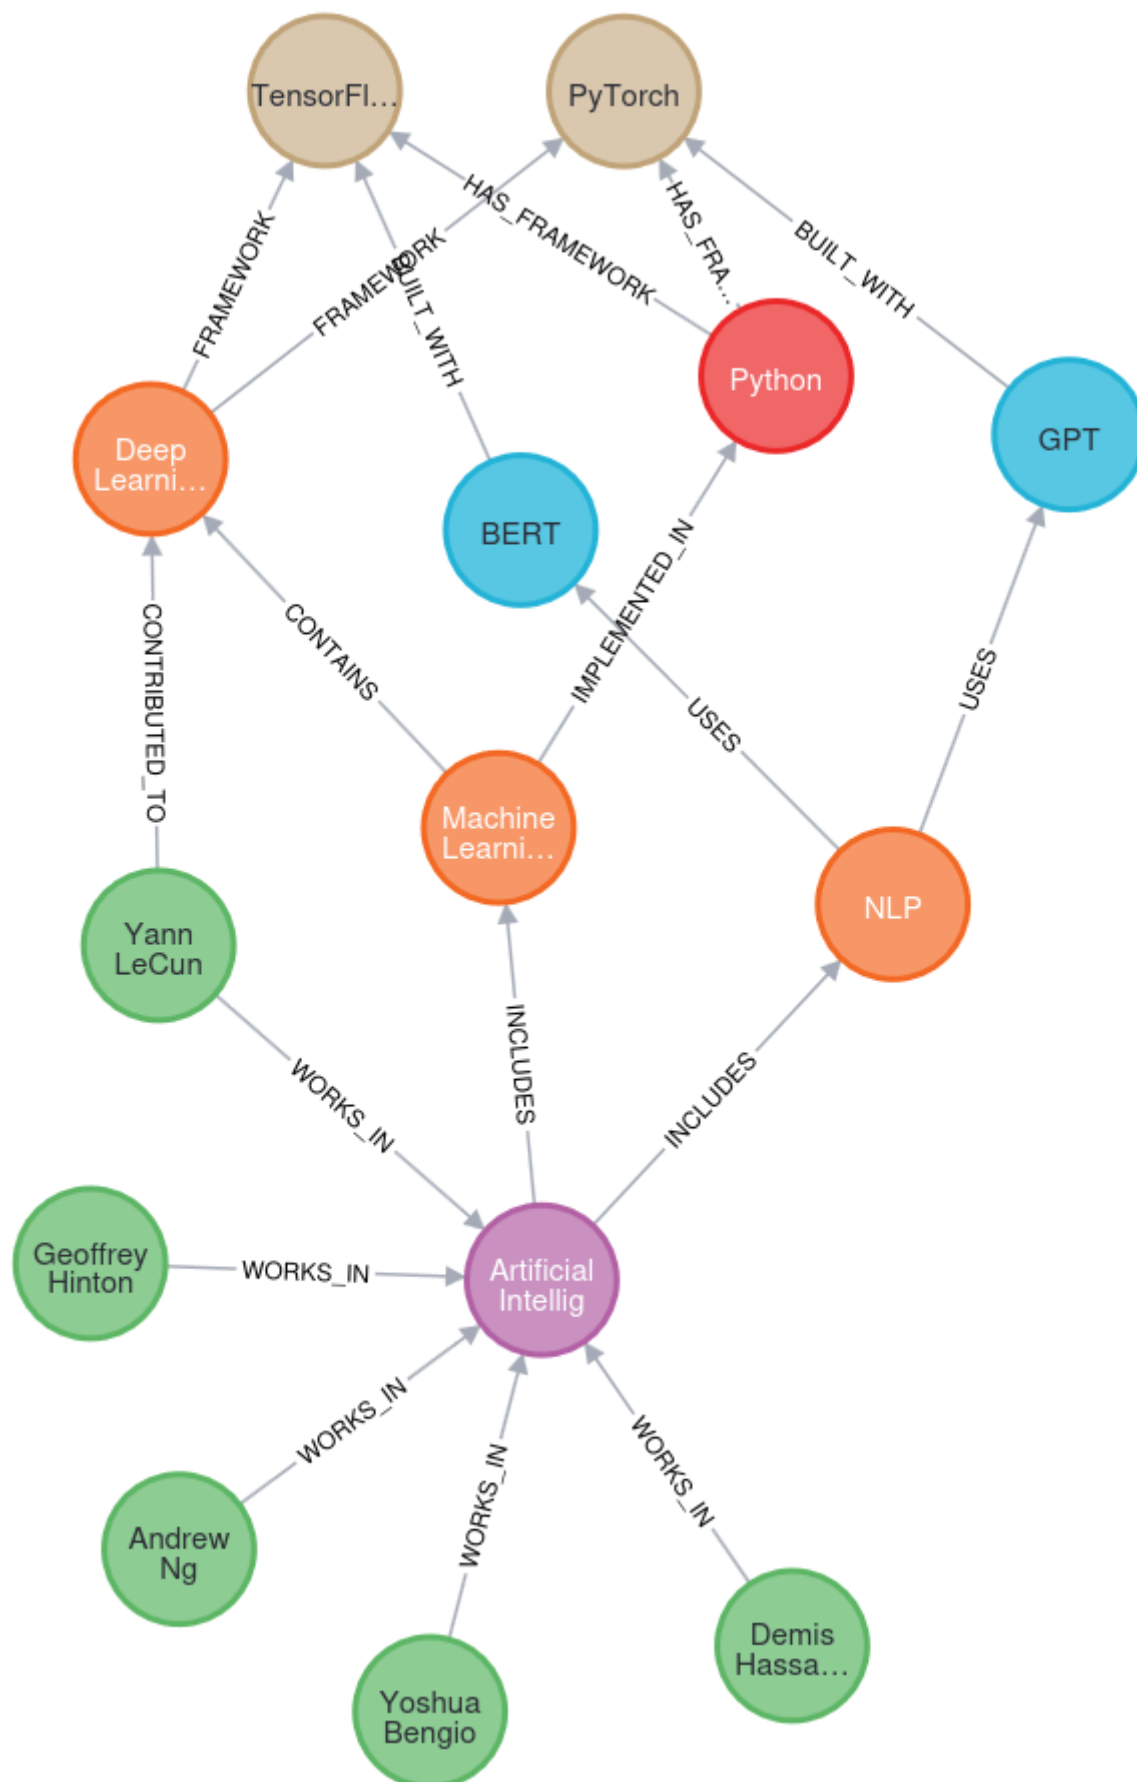 TensorFl...
PyTorch
HAS_FRAMEWORK
HAS_FRA...
BUILT_WITH
FRAMEWORK
FRAMEWORK
BUILT_WITH
Python
GPT
Deep
Learni...
BERT
IMPLEMENTED_IN
CONTAINS
CONTRIBUTED_TO
USES
USES
Machine
Learni...
NLP
Yann
LeCun
INCLUDES
INCLUDES
WORKS_IN
Geoffrey
Hinton
WORKS_IN
Artificial
Intellig
WORKS_IN
WORKS_IN
WORKS_IN
Andrew
Ng
Demis
Hassa...
Yoshua
Bengio